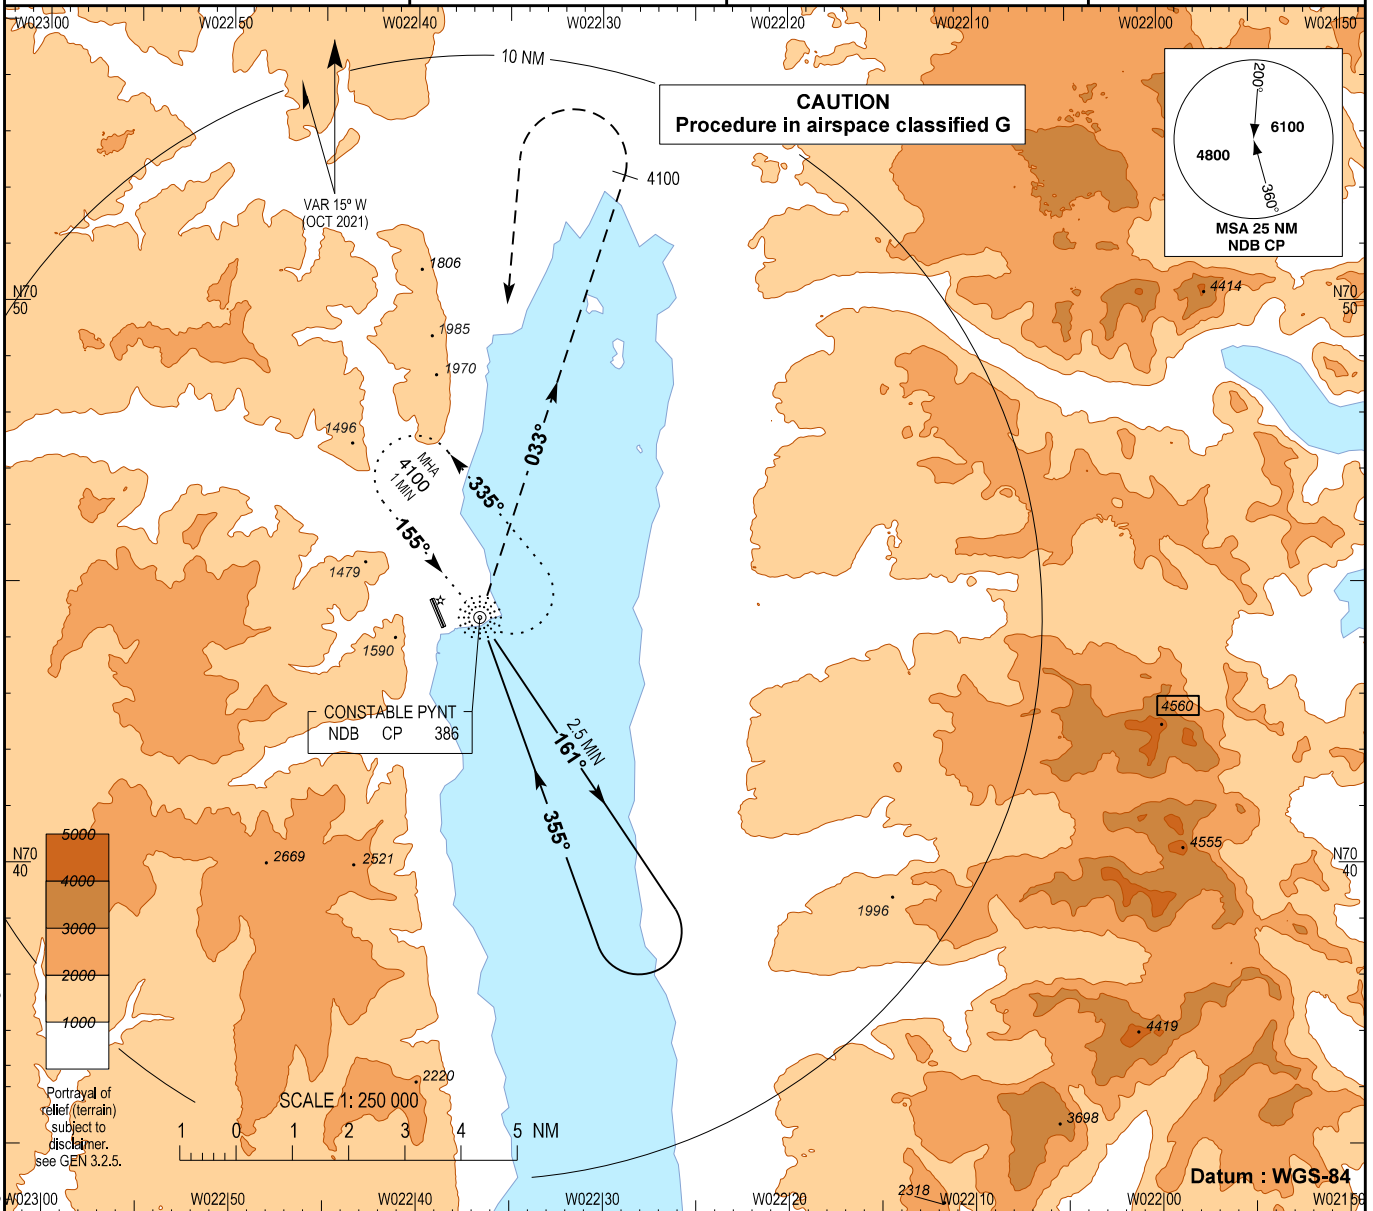 W023 00
W022 50
W022 40
W022 30
W022 20
W022 10
W022 00
W021 50
10 NM
CAUTION
Procedure in airspace classified G
200°
6100
4800
360°
MSA 25 NM
NDB CP
4100
VAR 15° W
(OCT 2021)
1806
N70
50
4414
N70
50
1985
1970
1496
MHA
4100
1 MIN
335°
033°
155°
1479
1590
CONSTABLE PYNT
NDB CP 386
2.5 MIN
161°
355°
4560
5000
4000
3000
2000
1000
N70
40
2669
2521
4555
N70
40
1996
4419
2220
3698
Portrayal of
relief (terrain)
subject to
disclaimer.
see GEN 3.2.5.
SCALE 1: 250 000
1 0 1 2 3 4 5 NM
2318
Datum : WGS-84
W023 00
W022 50
W022 40
W022 30
W022 20
W022 10
W022 00
W021 50